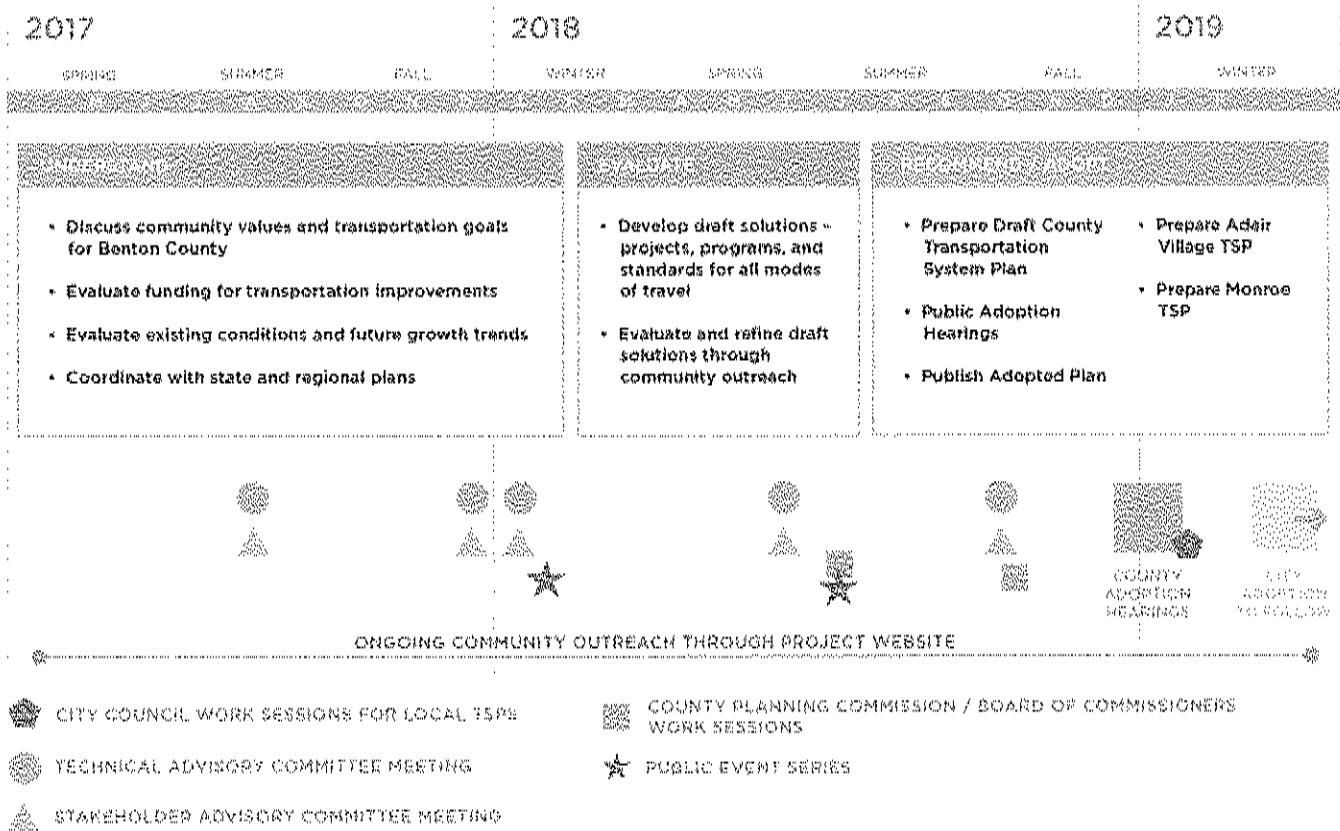 2017
2018
2019
SPRING
SUMMER
FALL
WINTER
SPRING
SUMMER
FALL
WINTER
EVALUATE
• Discuss community values and transportation goals
for Benton County
• Evaluate funding for transportation improvements
• Evaluate existing conditions and future growth trends
• Coordinate with state and regional plans
• Develop draft solutions –
projects, programs, and
standards for all modes
of travel
• Evaluate and refine draft
solutions through
community outreach
• Prepare Draft County
Transportation
System Plan
• Public Adoption
Hearings
• Publish Adopted Plan
• Prepare Adair
Village TSP
• Prepare Monroe
TSP
COUNTY
ADOPTION
HEARINGS
CITY
ADOPTION
TO FOLLOW
ONGOING COMMUNITY OUTREACH THROUGH PROJECT WEBSITE
CITY COUNCIL WORK SESSIONS FOR LOCAL TSPS
TECHNICAL ADVISORY COMMITTEE MEETING
STAKEHOLDER ADVISORY COMMITTEE MEETING
COUNTY PLANNING COMMISSION / BOARD OF COMMISSIONERS
WORK SESSIONS
PUBLIC EVENT SERIES